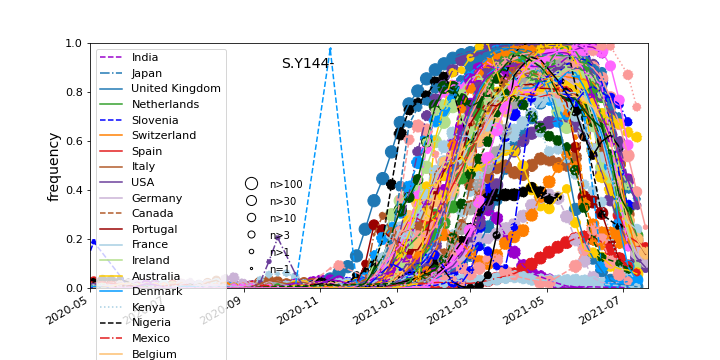 S.Y144-
1.0
0.8
0.6
0.4
0.2
0.0
frequency
India
Japan
United Kingdom
Netherlands
Slovenia
Switzerland
Spain
Italy
USA
Germany
Canada
Portugal
France
Ireland
Australia
Denmark
Kenya
Nigeria
Mexico
Belgium
n>100
n>30
n>10
n>3
n>1
n=1
2020-05
2020-07
2020-09
2020-11
2021-01
2021-03
2021-05
2021-07